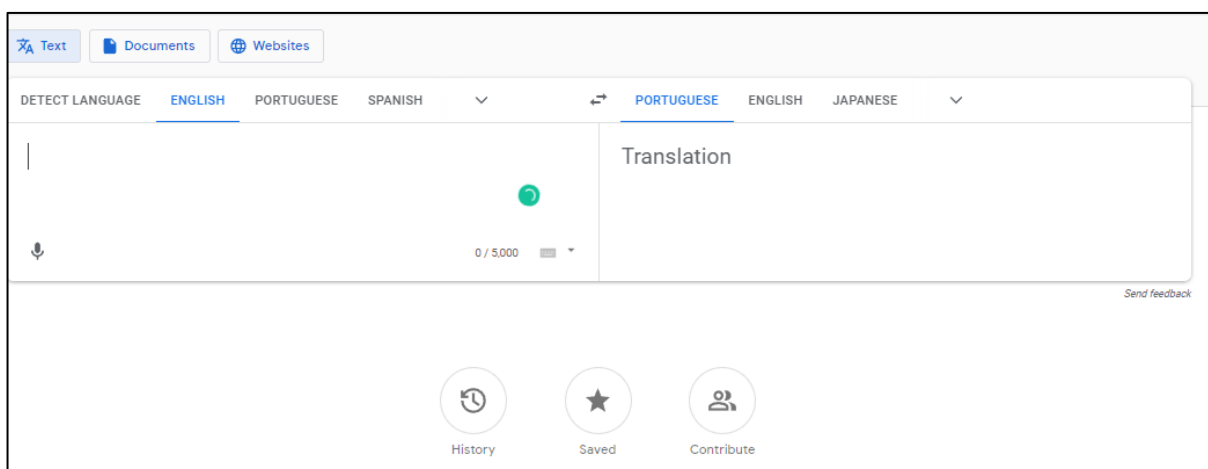 Text Documents Websites
DETECT LANGUAGE ENGLISH PORTUGUESE SPANISH PORTUGUESE ENGLISH JAPANESE
Translation
0 / 5,000
Send feedback
History Saved Contribute